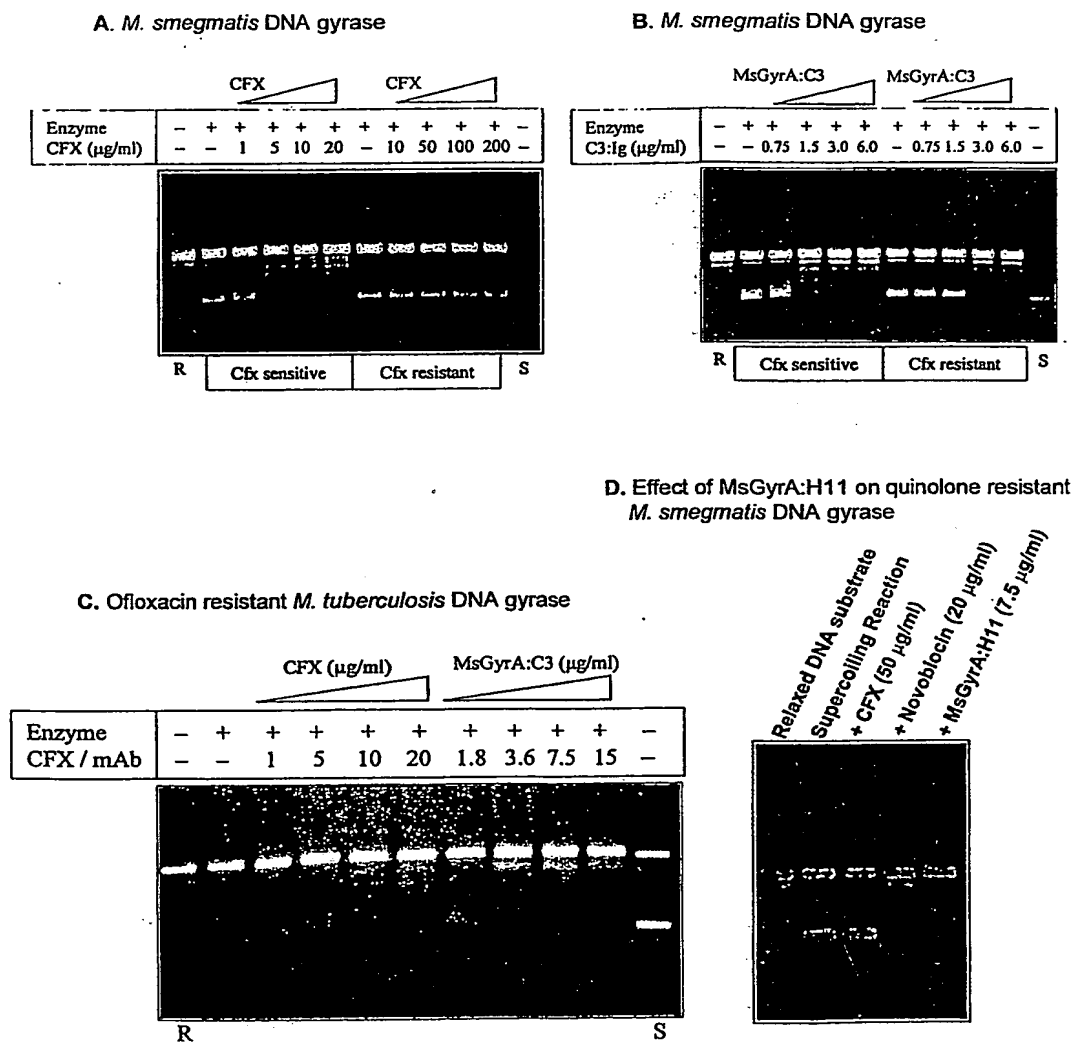 A. M. smegmatis DNA gyrase
CFX CFX
Enzyme – + + + + + + + + + + –
CFX (μg/ml) – – 1 5 10 20 – 10 50 100 200 –
R Cfx sensitive Cfx resistant S
B. M. smegmatis DNA gyrase
MsGyrA:C3 MsGyrA:C3
Enzyme – + + + + + + + + + + –
C3:Ig (μg/ml) – – 0.75 1.5 3.0 6.0 – 0.75 1.5 3.0 6.0 –
R Cfx sensitive Cfx resistant S
C. Ofloxacin resistant M. tuberculosis DNA gyrase
CFX (μg/ml) MsGyrA:C3 (μg/ml)
Enzyme – + + + + + + + + + –
CFX / mAb – – 1 5 10 20 1.8 3.6 7.5 15 –
R S
D. Effect of MsGyrA:H11 on quinolone resistant
M. smegmatis DNA gyrase
Relaxed DNA substrate
Supercoiling Reaction
+ CFX (50 μg/ml)
+ Novoblocin (20 μg/ml)
+ MsGyrA:H11 (7.5 μg/ml)